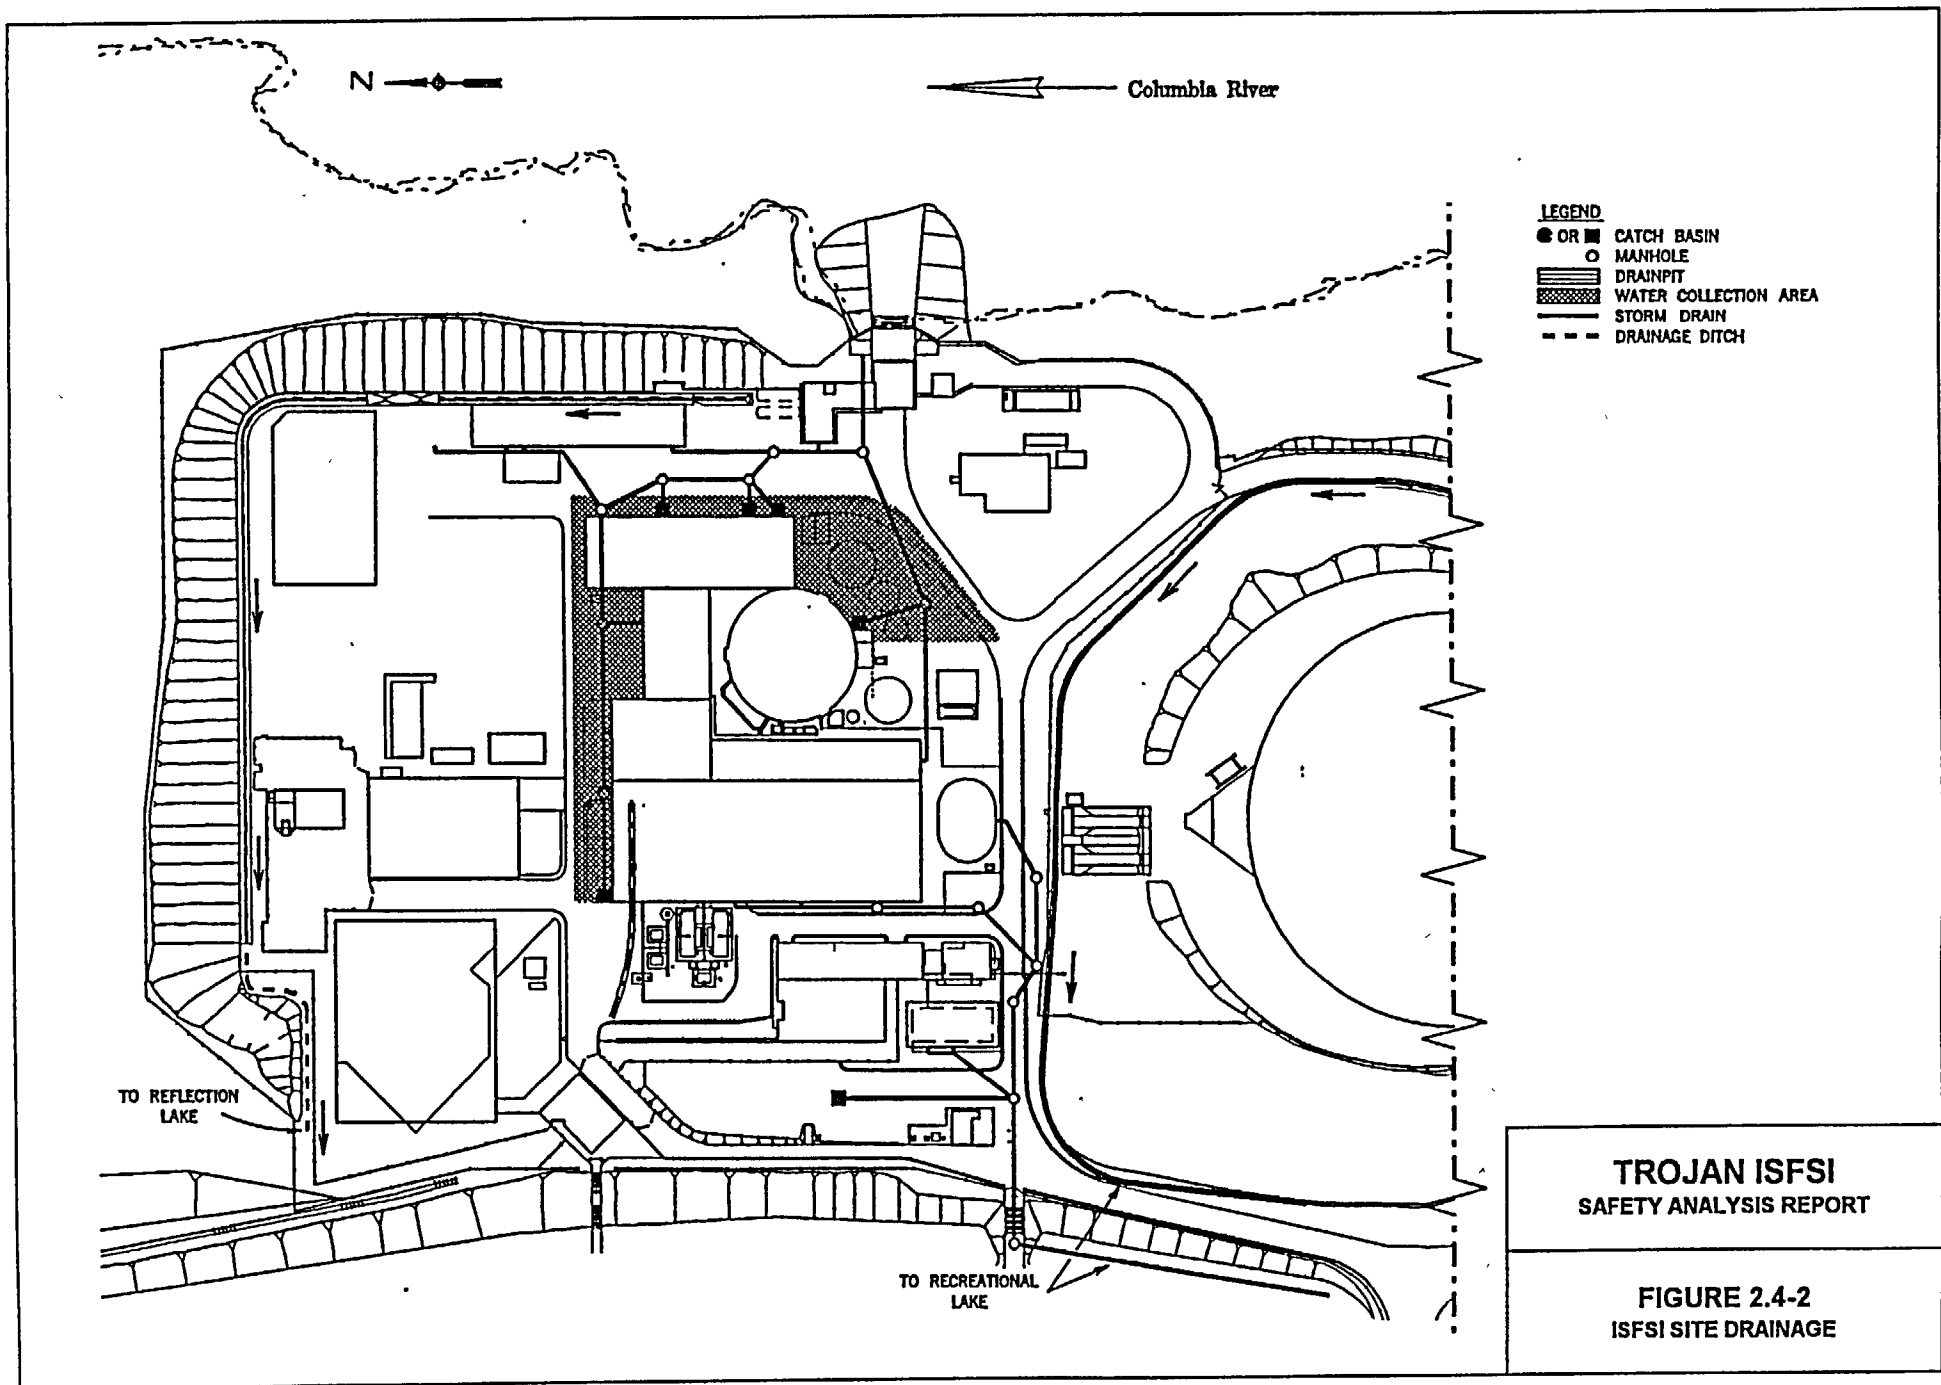 N
Columbia River
LEGEND
OR CATCH BASIN
MANHOLE
DRAINPIT
WATER COLLECTION AREA
STORM DRAIN
DRAINAGE DITCH
TO REFLECTION
LAKE
TO RECREATIONAL
LAKE
TROJAN ISFSI
SAFETY ANALYSIS REPORT
FIGURE 2.4-2
ISFSI SITE DRAINAGE